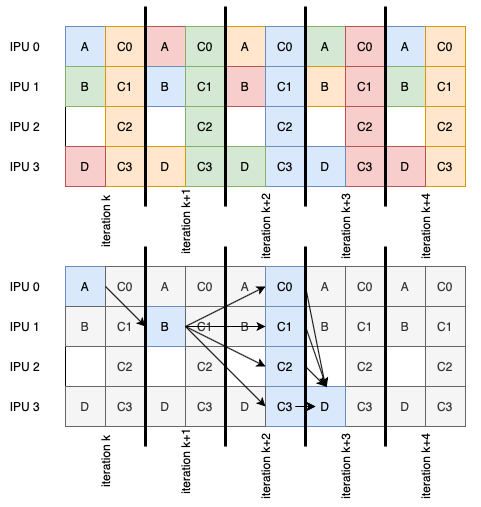 IPU 0 A C0 A C0 A C0 A C0 A C0
IPU 1 B C1 B C1 B C1 B C1 B C1
IPU 2 C2 C2 C2 C2 C2
IPU 3 D C3 D C3 D C3 D C3 D C3
iteration k
iteration k+1
iteration k+2
iteration k+3
iteration k+4
IPU 0 A C0 A C0 A C0 A C0 A C0
IPU 1 B C1 B C1 B C1 B C1 B C1
IPU 2 C2 C2 C2 C2 C2
IPU 3 D C3 D C3 D C3 D C3 D C3
iteration k
iteration k+1
iteration k+2
iteration k+3
iteration k+4